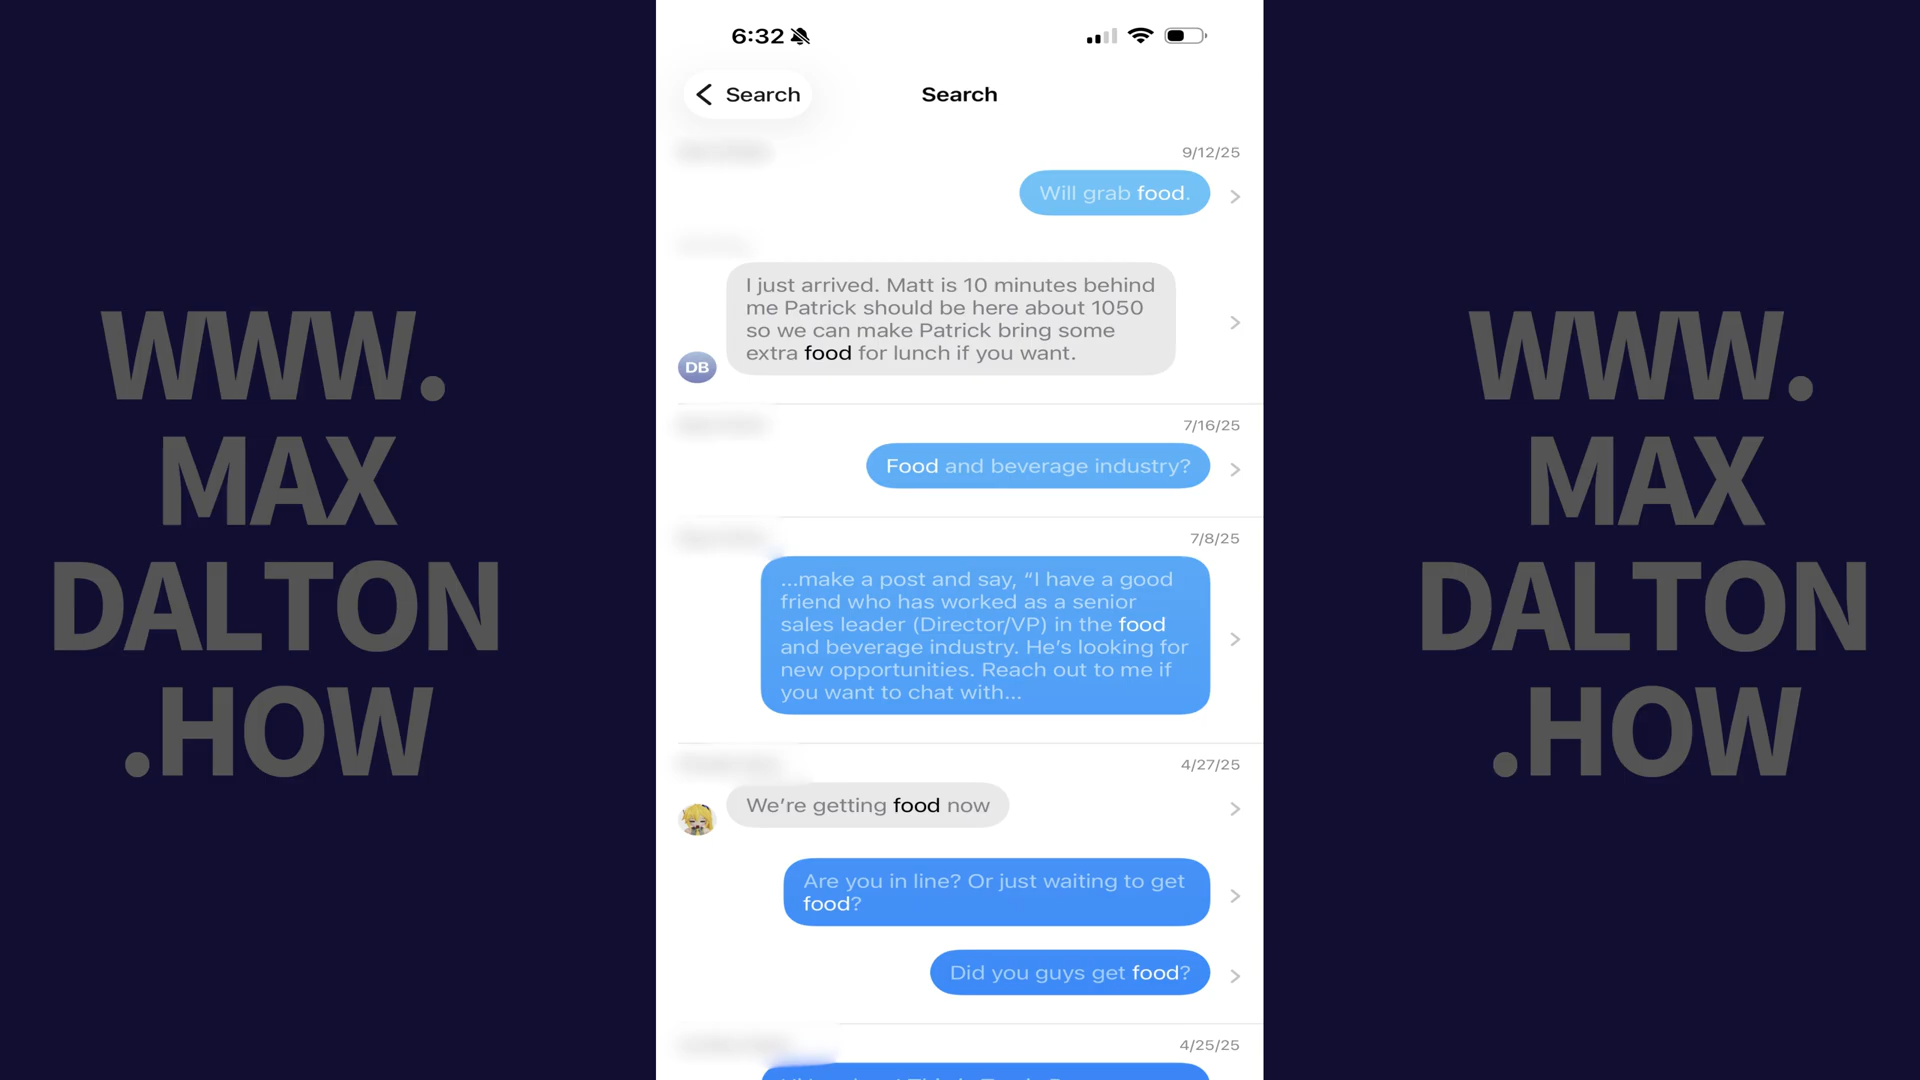 WWW.
MAX
DALTON
.HOW
6:32
Search
Search
9/12/25
Will grab food.
I just arrived. Matt is 10 minutes behind
me Patrick should be here about 1050
so we can make Patrick bring some
extra food for lunch if you want.
DB
7/16/25
Food and beverage industry?
7/8/25
...make a post and say, “I have a good
friend who has worked as a senior
sales leader (Director/VP) in the food
and beverage industry. He’s looking for
new opportunities. Reach out to me if
you want to chat with...
4/27/25
We’re getting food now
Are you in line? Or just waiting to get
food?
Did you guys get food?
4/25/25
WWW.
MAX
DALTON
.HOW